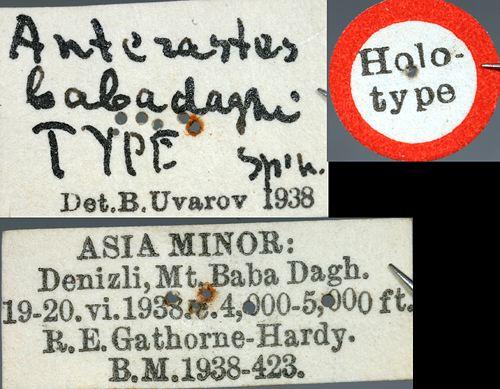 Anterastes
babadaghi
TYPE sp. n.
Det. B. Uvarov 1938
Holo-
type
ASIA MINOR:
Denizli, Mt. Baba Dagh.
19-20. vi. 1938. c. 4,000-5,000 ft.
R. E. Gathorne-Hardy.
B.M. 1938-423.